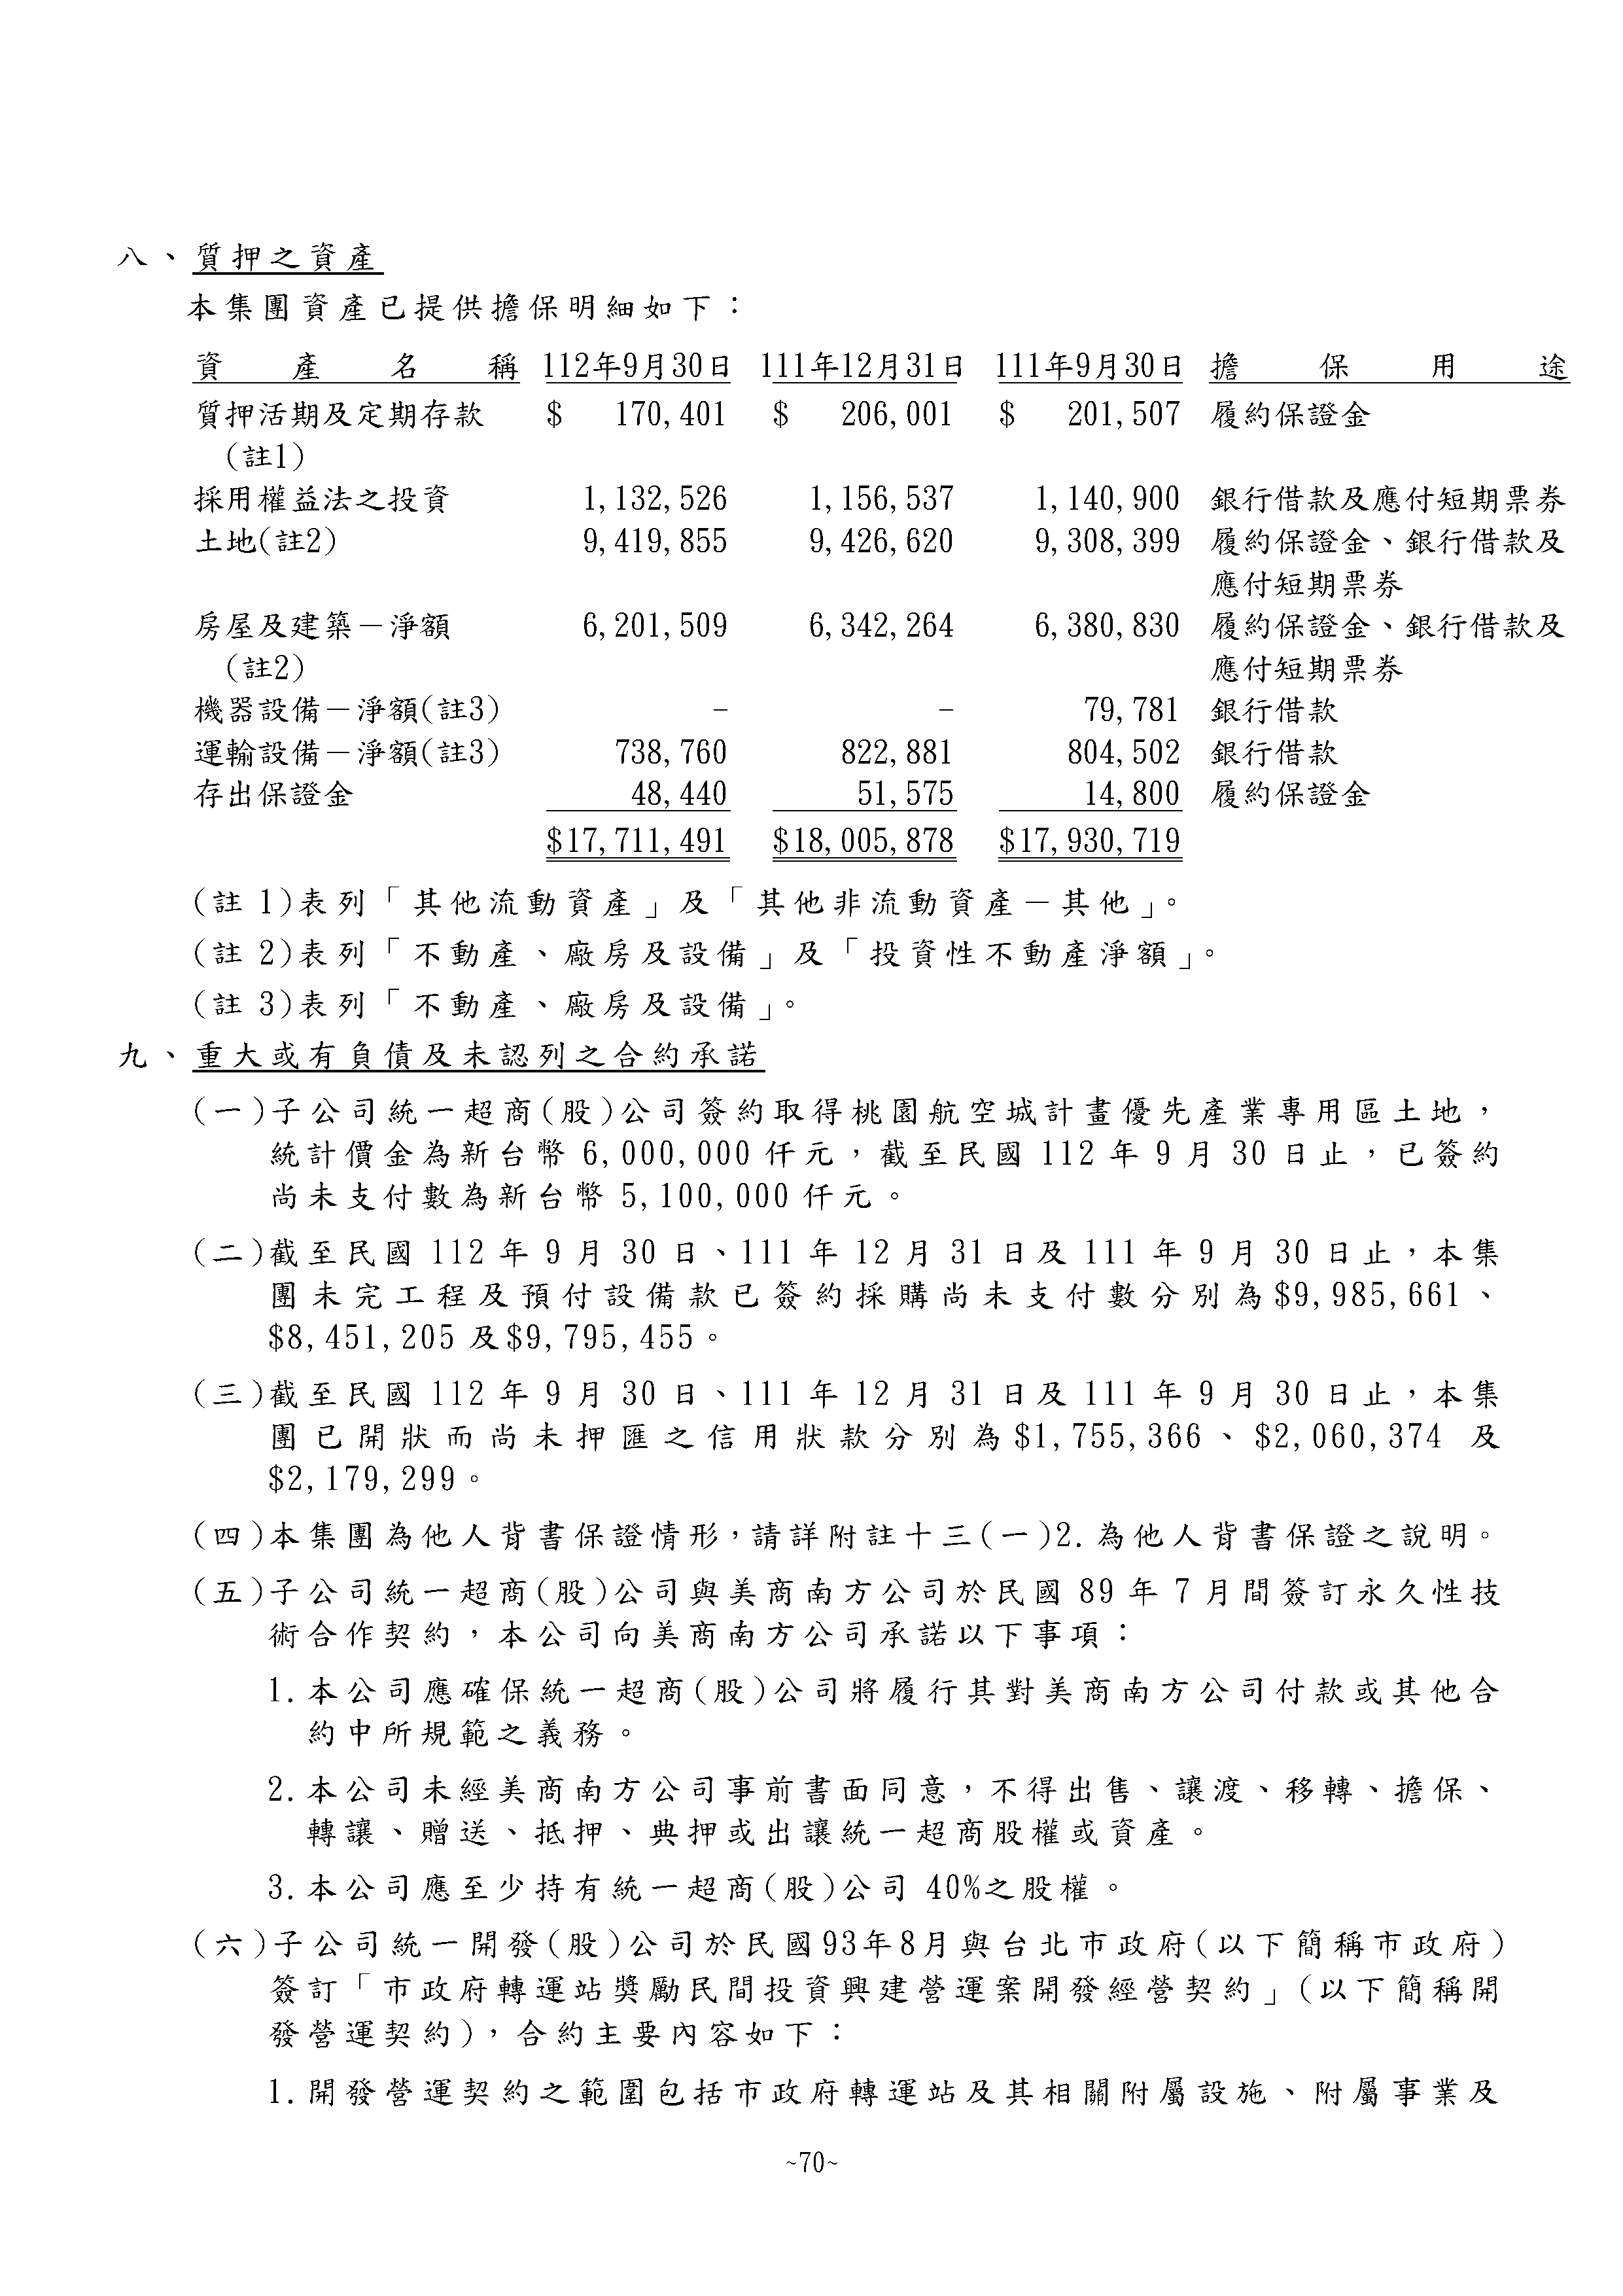 八、質押之資產
本集團資產已提供擔保明細如下：
資產名稱 112年9月30日 111年12月31日 111年9月30日 擔保用途
質押活期及定期存款 $ 170,401 $ 206,001 $ 201,507 履約保證金
(註1)
採用權益法之投資 1,132,526 1,156,537 1,140,900 銀行借款及應付短期票券
土地(註2) 9,419,855 9,426,620 9,308,399 履約保證金、銀行借款及
應付短期票券
房屋及建築－淨額 6,201,509 6,342,264 6,380,830 履約保證金、銀行借款及
(註2) 應付短期票券
機器設備－淨額(註3) - - 79,781 銀行借款
運輸設備－淨額(註3) 738,760 822,881 804,502 銀行借款
存出保證金 48,440 51,575 14,800 履約保證金
$17,711,491 $18,005,878 $17,930,719
(註 1)表列「其他流動資產」及「其他非流動資產－其他」。
(註 2)表列「不動產、廠房及設備」及「投資性不動產淨額」。
(註 3)表列「不動產、廠房及設備」。
九、重大或有負債及未認列之合約承諾
(一)子公司統一超商(股)公司簽約取得桃園航空城計畫優先產業專用區土地，
統計價金為新台幣 6,000,000 仟元，截至民國 112 年 9 月 30 日止，已簽約
尚未支付數為新台幣 5,100,000 仟元。
(二)截至民國 112 年 9 月 30 日、111 年 12 月 31 日及 111 年 9 月 30 日止，本集
團未完工程及預付設備款已簽約採購尚未支付數分別為$9,985,661、
$8,451,205 及$9,795,455。
(三)截至民國 112 年 9 月 30 日、111 年 12 月 31 日及 111 年 9 月 30 日止，本集
團已開狀而尚未押匯之信用狀款分別為$1,755,366、$2,060,374 及
$2,179,299。
(四)本集團為他人背書保證情形，請詳附註十三(一)2.為他人背書保證之說明。
(五)子公司統一超商(股)公司與美商南方公司於民國 89 年 7 月間簽訂永久性技
術合作契約，本公司向美商南方公司承諾以下事項：
1.本公司應確保統一超商(股)公司將履行其對美商南方公司付款或其他合
約中所規範之義務。
2.本公司未經美商南方公司事前書面同意，不得出售、讓渡、移轉、擔保、
轉讓、贈送、抵押、典押或出讓統一超商股權或資產。
3.本公司應至少持有統一超商(股)公司 40%之股權。
(六)子公司統一開發(股)公司於民國93年8月與台北市政府(以下簡稱市政府)
簽訂「市政府轉運站獎勵民間投資興建營運案開發經營契約」(以下簡稱開
發營運契約)，合約主要內容如下：
1.開發營運契約之範圍包括市政府轉運站及其相關附屬設施、附屬事業及
~70~